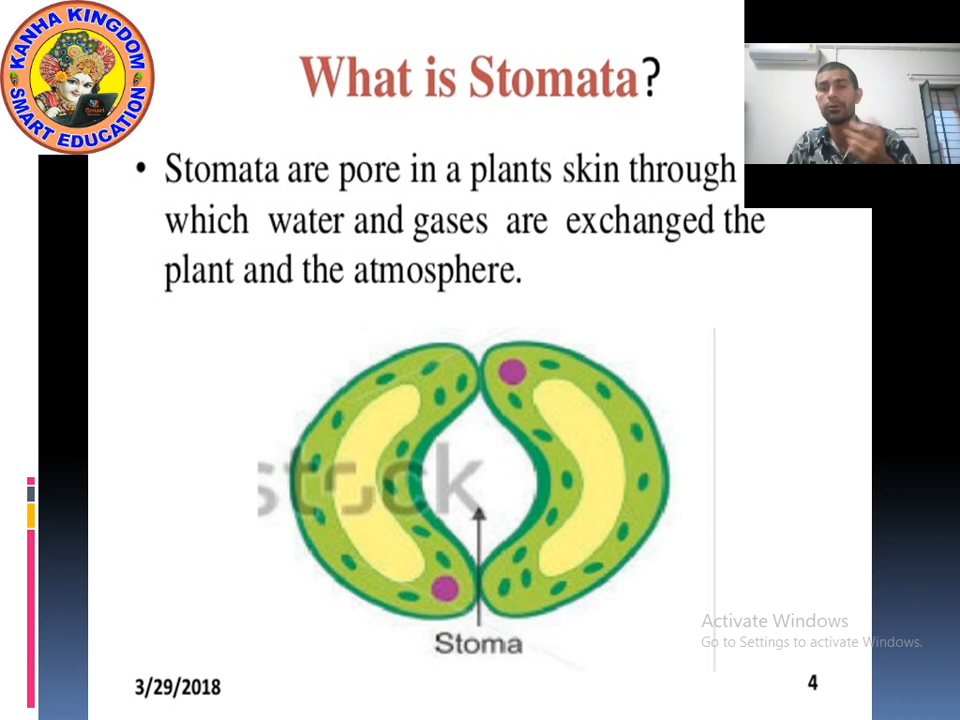 KANHA KINGDOM
SMART EDUCATION
What is Stomata?
• Stomata are pore in a plants skin through
which water and gases are exchanged the
plant and the atmosphere.
stock
Stoma
Activate Windows
Go to Settings to activate Windows.
3/29/2018
4